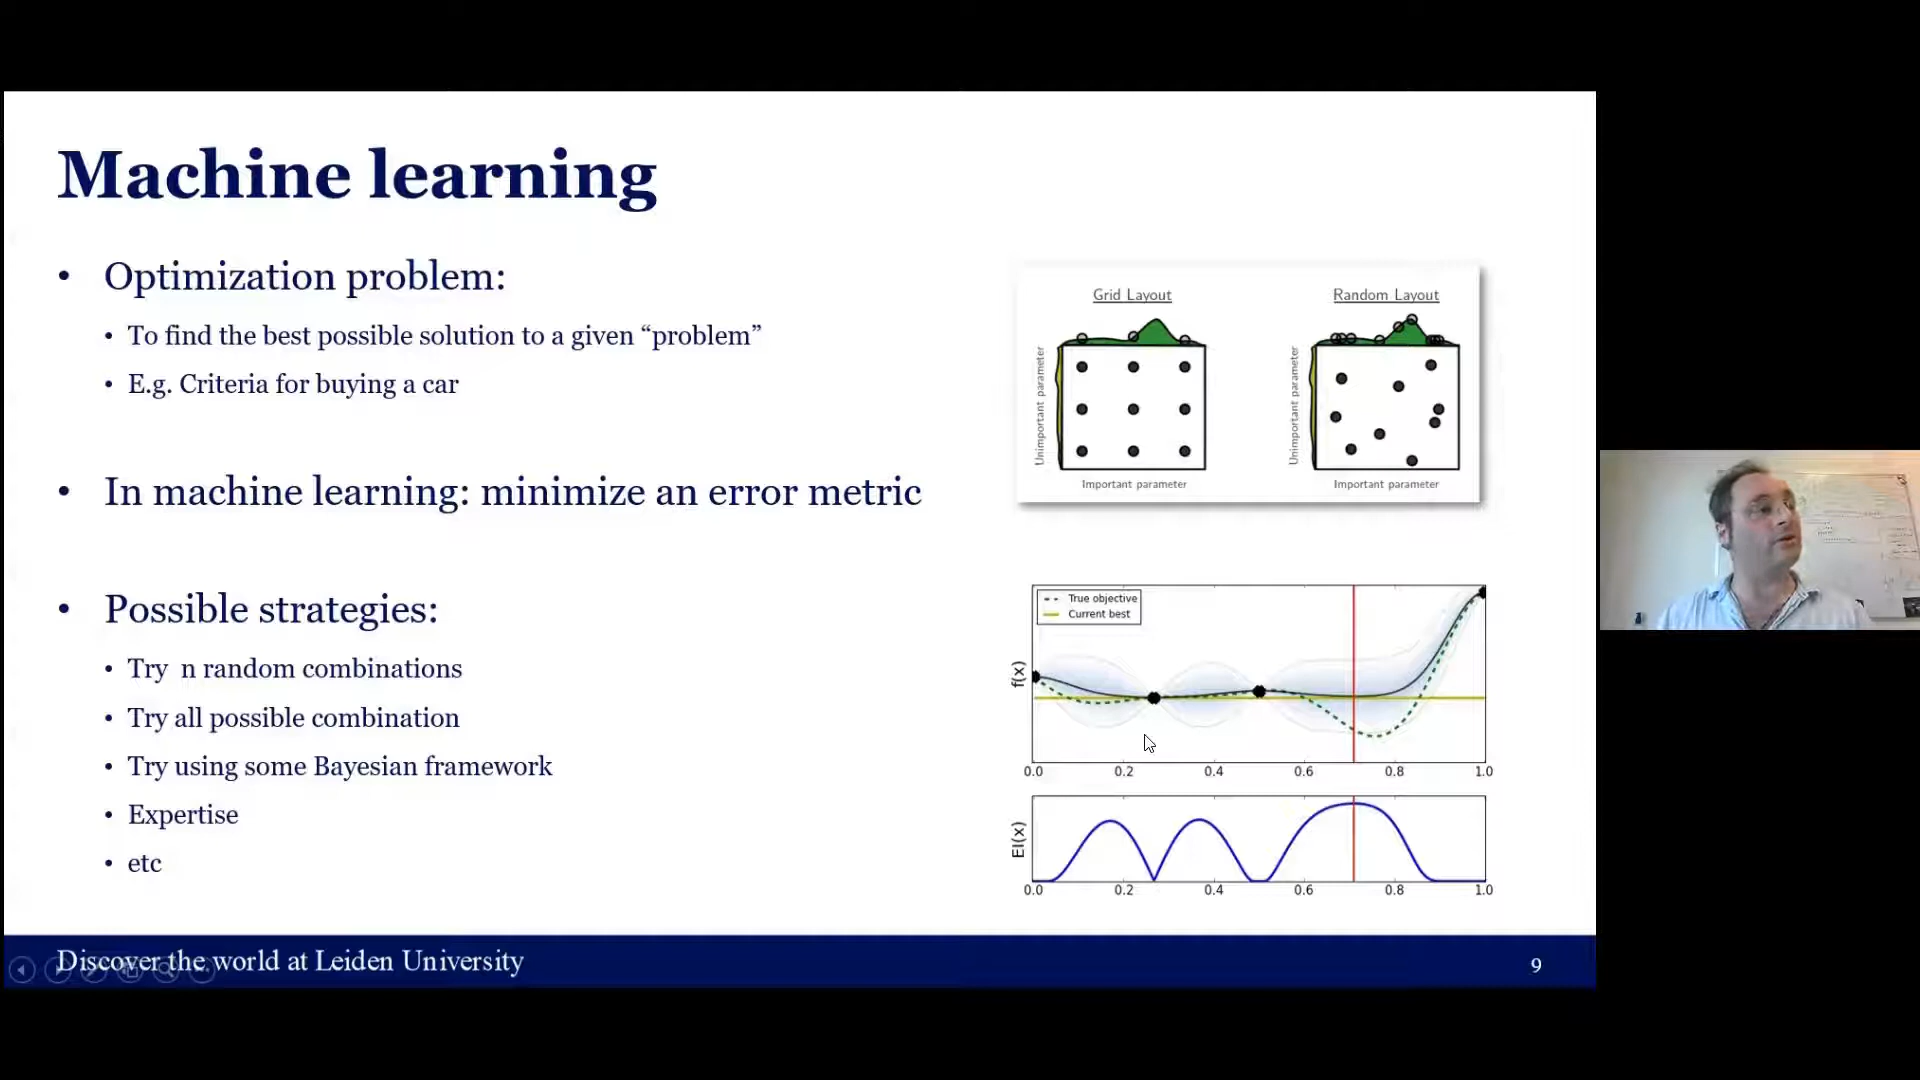 Machine learning
• Optimization problem:
• To find the best possible solution to a given “problem”
• E.g. Criteria for buying a car
• In machine learning: minimize an error metric
• Possible strategies:
• Try n random combinations
• Try all possible combination
• Try using some Bayesian framework
• Expertise
• etc
Grid Layout
Unimportant parameter
Important parameter
Random Layout
Unimportant parameter
Important parameter
True objective
Current best
f(x)
0.0 0.2 0.4 0.6 0.8 1.0
EI(x)
0.0 0.2 0.4 0.6 0.8 1.0
Discover the world at Leiden University
9